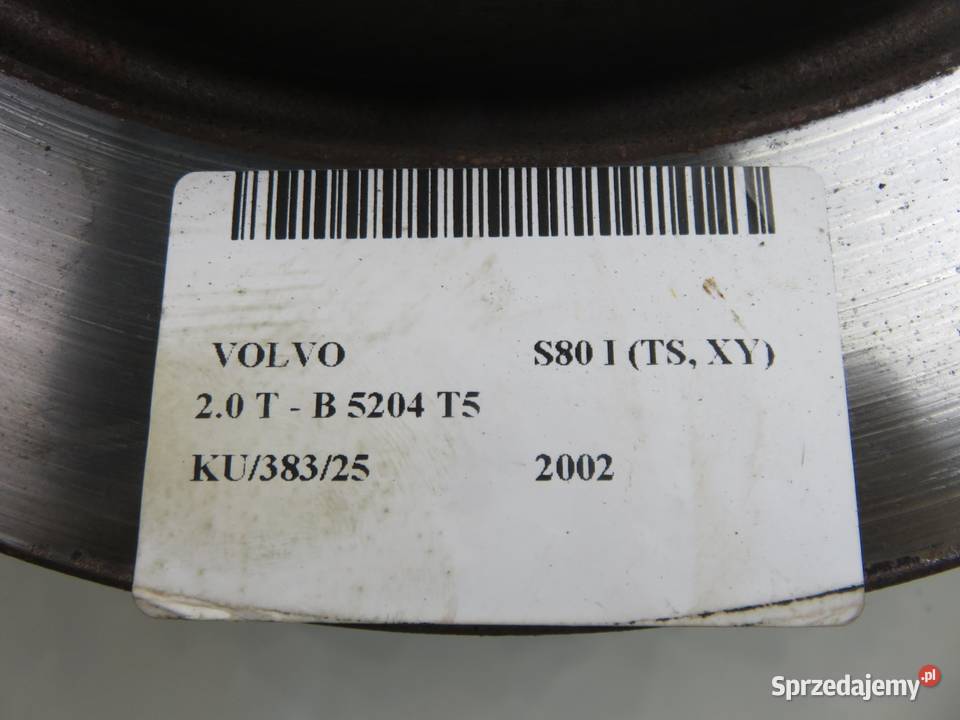 VOLVO S80 I (TS, XY)
2.0 T - B 5204 T5
KU/383/25 2002
Sprzedajemy.pl